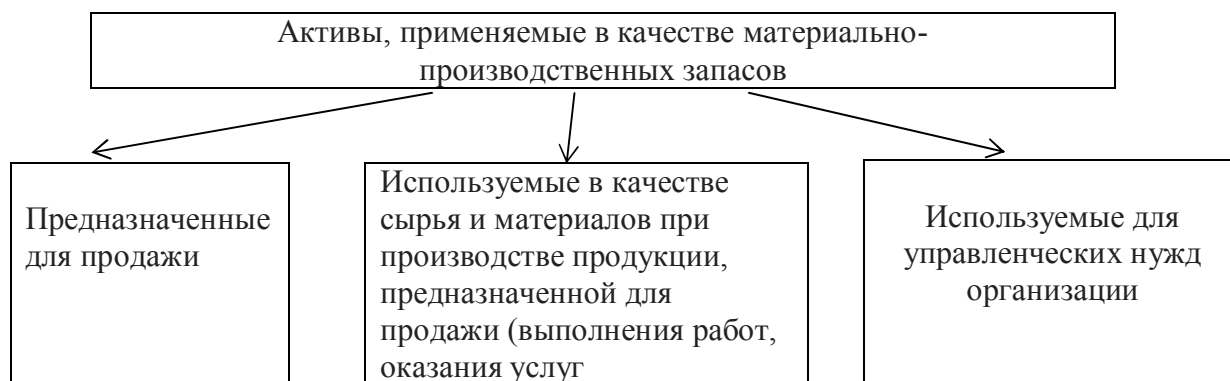 Активы, применяемые в качестве материально-
производственных запасов
Предназначенные
для продажи
Используемые в качестве
сырья и материалов при
производстве продукции,
предназначенной для
продажи (выполнения работ,
оказания услуг
Используемые для
управленческих нужд
организации